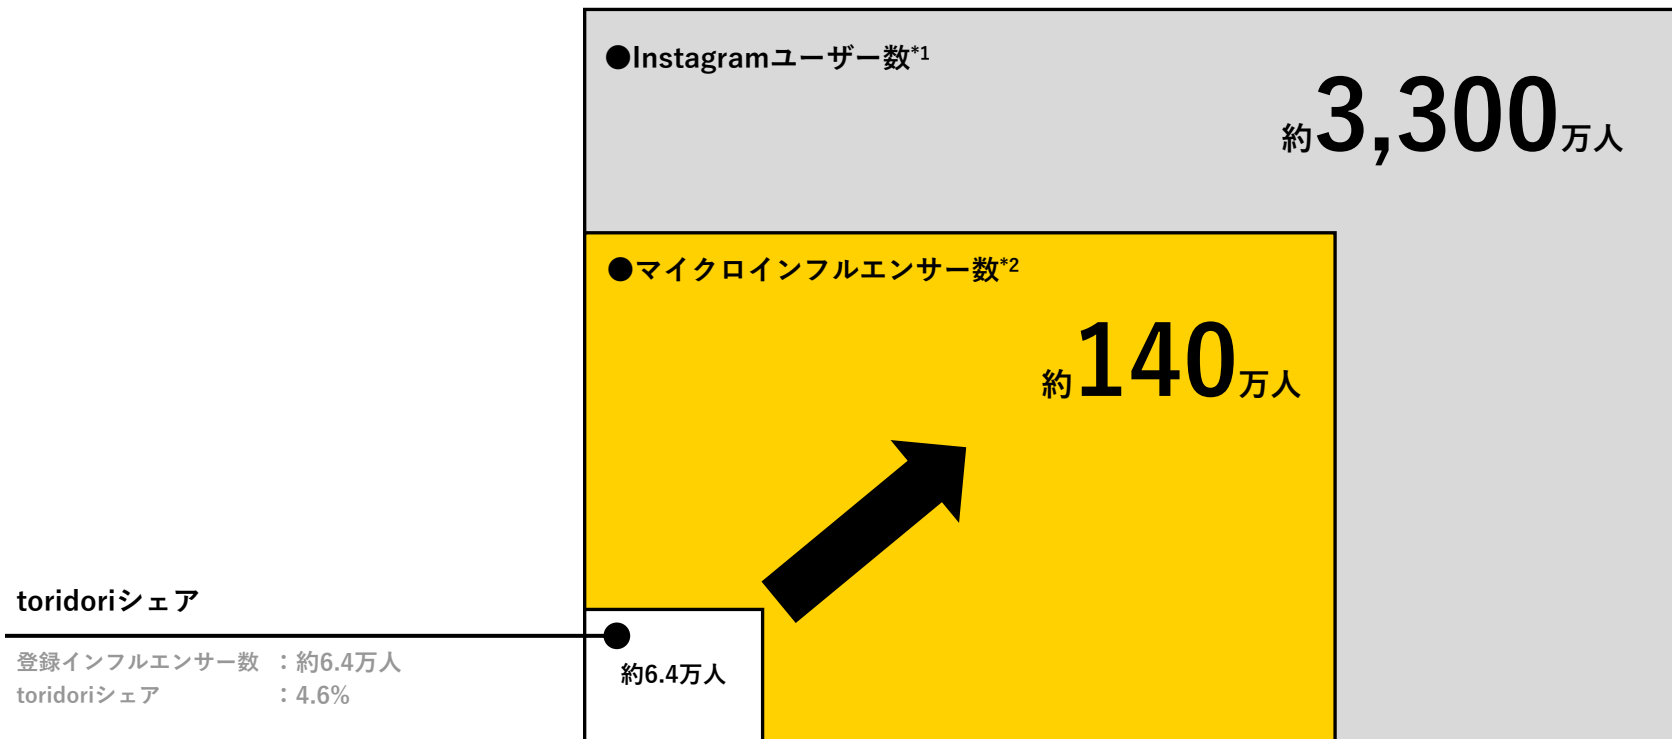 ●Instagramユーザー数*1
約3,300万人
●マイクロインフルエンサー数*2
約140万人
toridoriシェア
登録インフルエンサー数 ：約6.4万人
toridoriシェア ：4.6%
約6.4万人